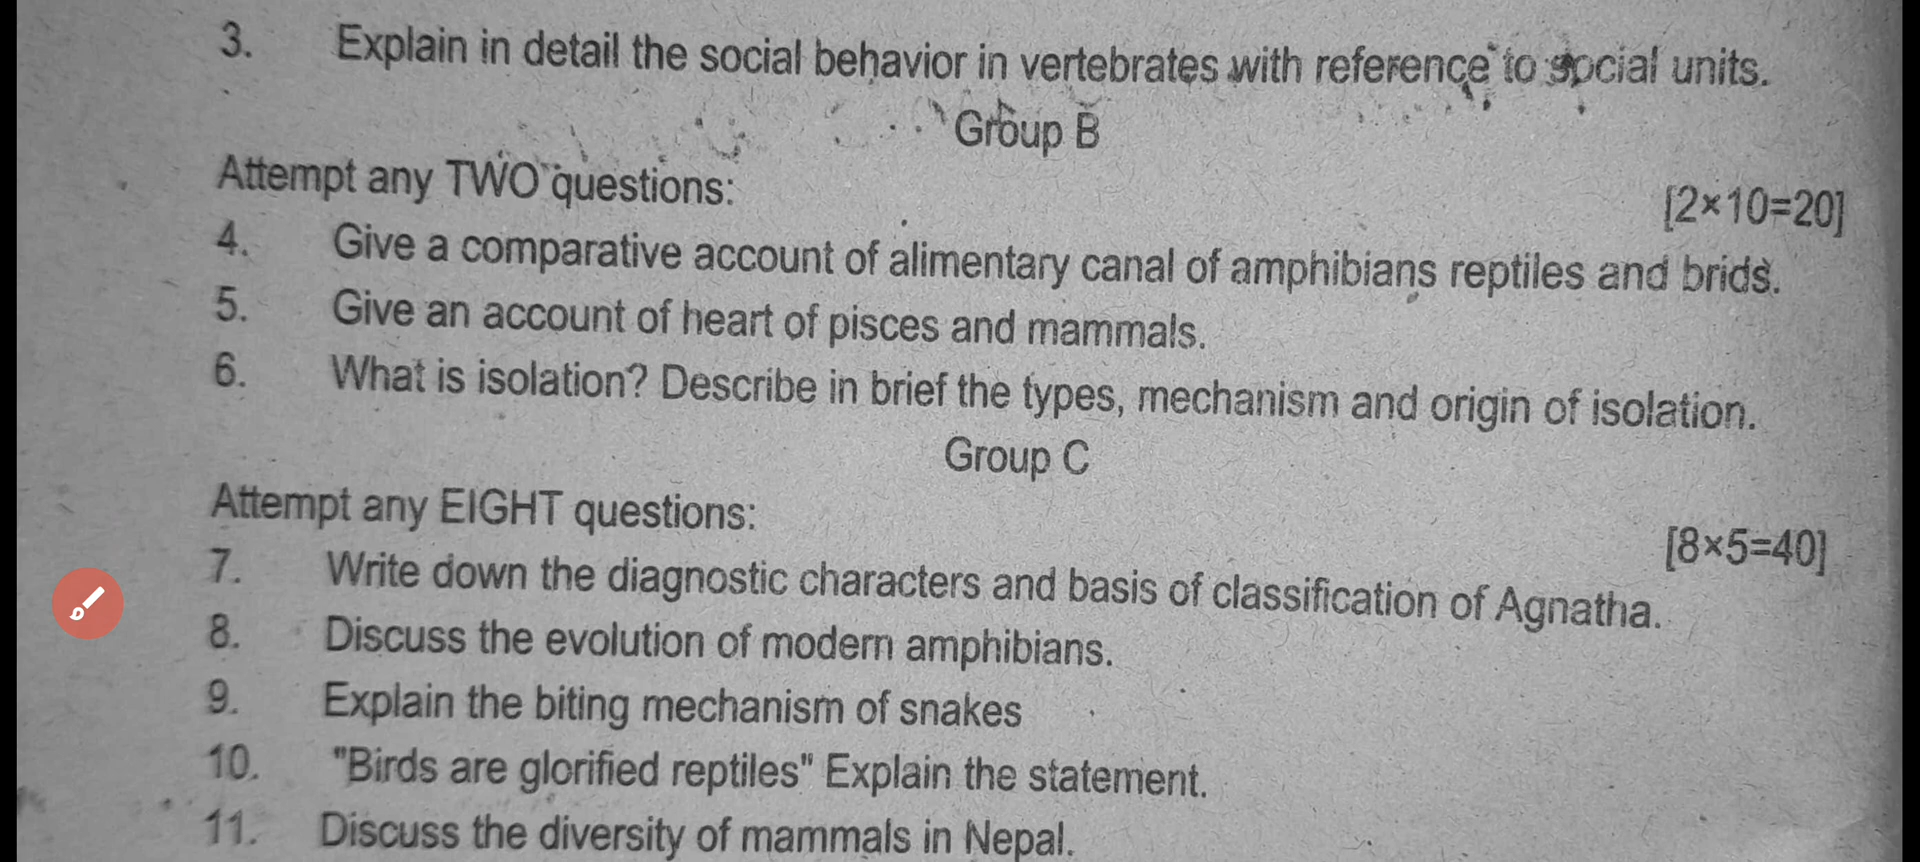 3. Explain in detail the social behavior in vertebrates with reference to social units.
Group B
Attempt any TWO questions:
[2×10=20]
4. Give a comparative account of alimentary canal of amphibians reptiles and brids.
5. Give an account of heart of pisces and mammals.
6. What is isolation? Describe in brief the types, mechanism and origin of isolation.
Group C
Attempt any EIGHT questions:
[8×5=40]
7. Write down the diagnostic characters and basis of classification of Agnatha.
8. Discuss the evolution of modern amphibians.
9. Explain the biting mechanism of snakes
10. "Birds are glorified reptiles" Explain the statement.
11. Discuss the diversity of mammals in Nepal.